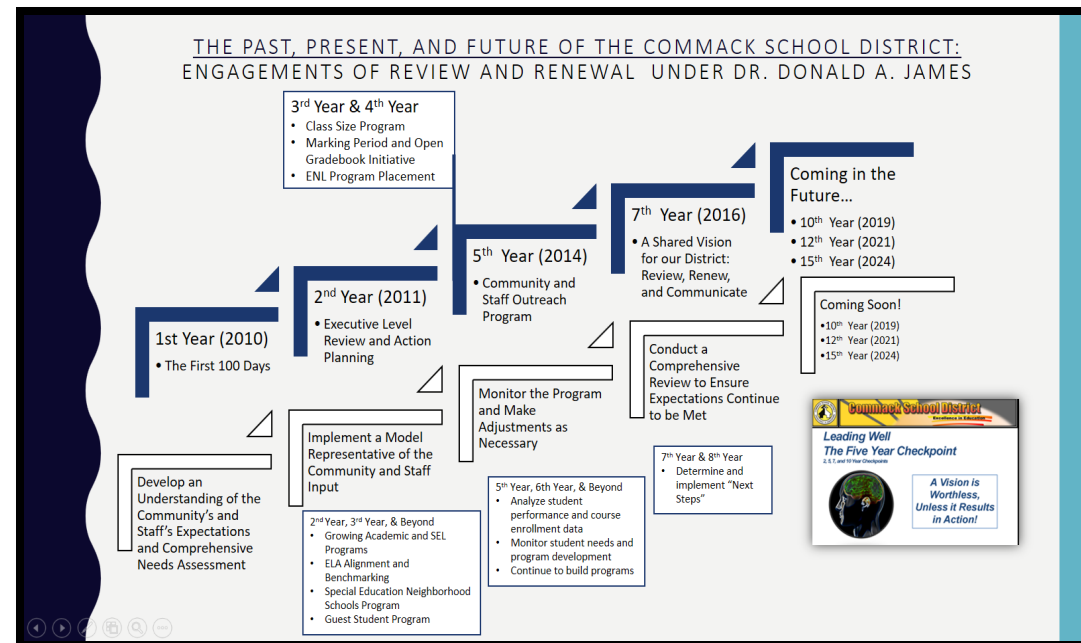 THE PAST, PRESENT, AND FUTURE OF THE COMMACK SCHOOL DISTRICT:
ENGAGEMENTS OF REVIEW AND RENEWAL UNDER DR. DONALD A. JAMES
3rd Year & 4th Year
• Class Size Program
• Marking Period and Open
Gradebook Initiative
• ENL Program Placement
1st Year (2010)
• The First 100 Days
2nd Year (2011)
• Executive Level
Review and Action
Planning
5th Year (2014)
• Community and
Staff Outreach
Program
7th Year (2016)
• A Shared Vision
for our District:
Review, Renew,
and Communicate
Coming in the
Future...
• 10th Year (2019)
• 12th Year (2021)
• 15th Year (2024)
Develop an
Understanding of the
Community's and
Staff's Expectations
and Comprehensive
Needs Assessment
Implement a Model
Representative of the
Community and Staff
Input
Monitor the Program
and Make
Adjustments as
Necessary
Conduct a
Comprehensive
Review to Ensure
Expectations Continue
to be Met
Coming Soon!
•10th Year (2019)
•12th Year (2021)
•15th Year (2024)
2nd Year, 3rd Year, & Beyond
• Growing Academic and SEL
Programs
• ELA Alignment and
Benchmarking
• Special Education Neighborhood
Schools Program
• Guest Student Program
5th Year, 6th Year, & Beyond
• Analyze student
performance and course
enrollment data
• Monitor student needs and
program development
• Continue to build programs
7th Year & 8th Year
• Determine and
implement "Next
Steps"
Commack School District
Excellence in Education
Leading Well
The Five Year Checkpoint
2, 5, 7, and 10 Year Checkpoints
A Vision is
Worthless,
Unless it Results
in Action!